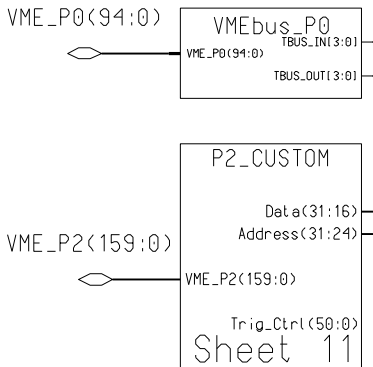 VME_P0(94:0)
VMEbus_P0
TBUS_IN[3:0]
VME_P0(94:0)
TBUS_OUT[3:0]
P2_CUSTOM
Data(31:16)
Address(31:24)
VME_P2(159:0)
VME_P2(159:0)
Trig_Ctrl(50:0)
Sheet 11